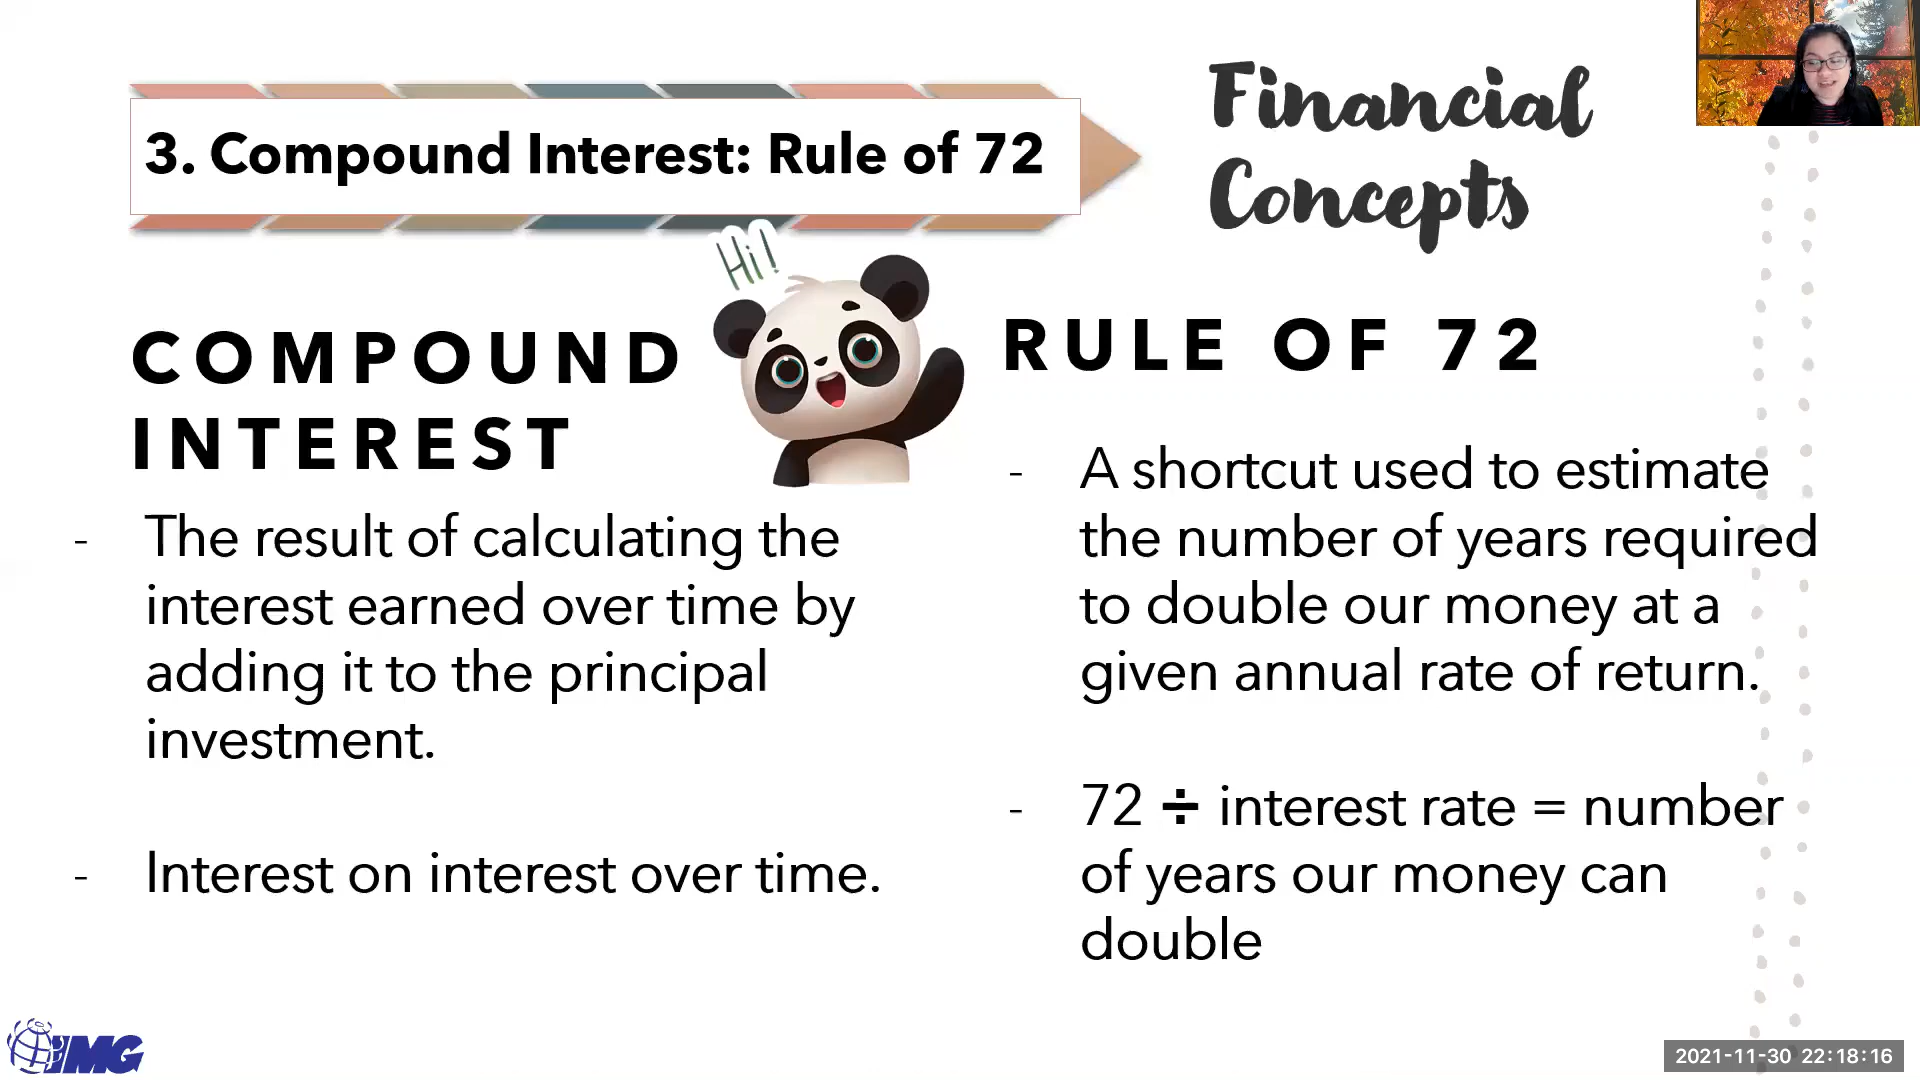 3. Compound Interest: Rule of 72
Financial
Concepts
Hi!
COMPOUND
INTEREST
- The result of calculating the
interest earned over time by
adding it to the principal
investment.
- Interest on interest over time.
RULE OF 72
- A shortcut used to estimate
the number of years required
to double our money at a
given annual rate of return.
- 72 ÷ interest rate = number
of years our money can
double
IMG
2021-11-30 22:18:16